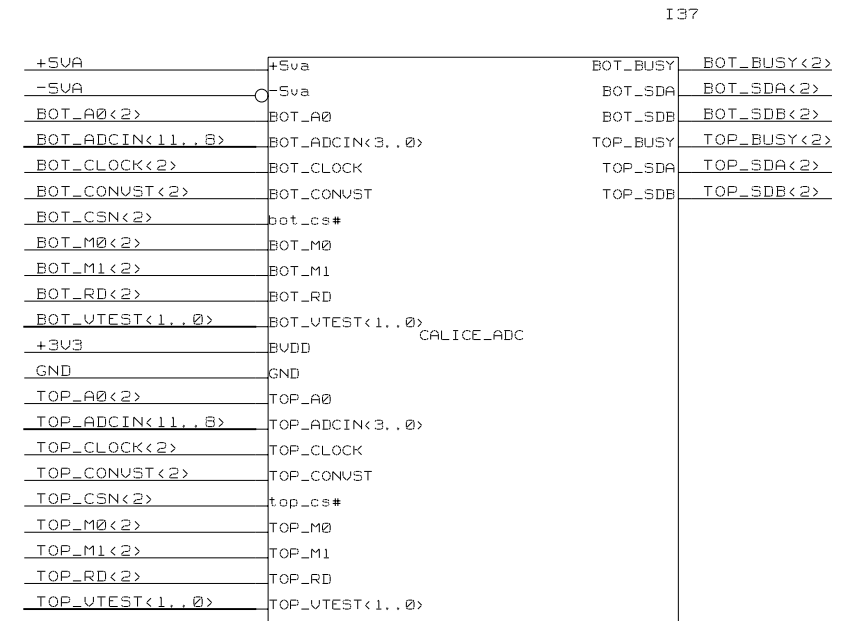 I37
+5VA +5va BOT_BUSY BOT_BUSY<2>
-5VA -5va BOT_SDA BOT_SDA<2>
BOT_A0<2> BOT_A0 BOT_SDB BOT_SDB<2>
BOT_ADCIN<11..8> BOT_ADCIN<3..0> TOP_BUSY TOP_BUSY<2>
BOT_CLOCK<2> BOT_CLOCK TOP_SDA TOP_SDA<2>
BOT_CONVST<2> BOT_CONVST TOP_SDB TOP_SDB<2>
BOT_CSN<2> bot_cs#
BOT_M0<2> BOT_M0
BOT_M1<2> BOT_M1
BOT_RD<2> BOT_RD
BOT_VTEST<1..0> BOT_VTEST<1..0>
CALICE_ADC
+3V3 BVDD
GND GND
TOP_A0<2> TOP_A0
TOP_ADCIN<11..8> TOP_ADCIN<3..0>
TOP_CLOCK<2> TOP_CLOCK
TOP_CONVST<2> TOP_CONVST
TOP_CSN<2> top_cs#
TOP_M0<2> TOP_M0
TOP_M1<2> TOP_M1
TOP_RD<2> TOP_RD
TOP_VTEST<1..0> TOP_VTEST<1..0>